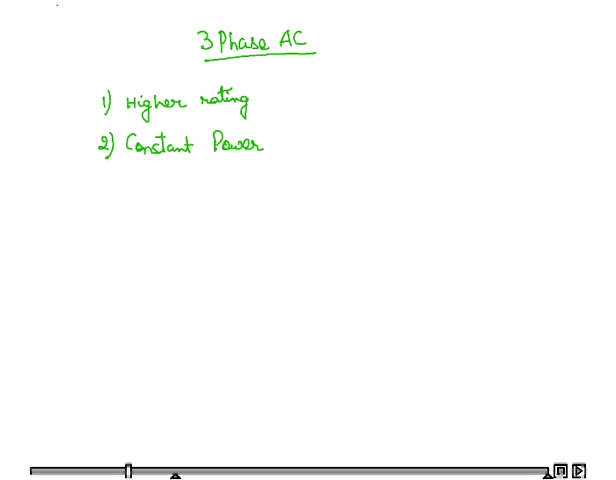 3 Phase AC
1) Higher rating
2) Constant Power